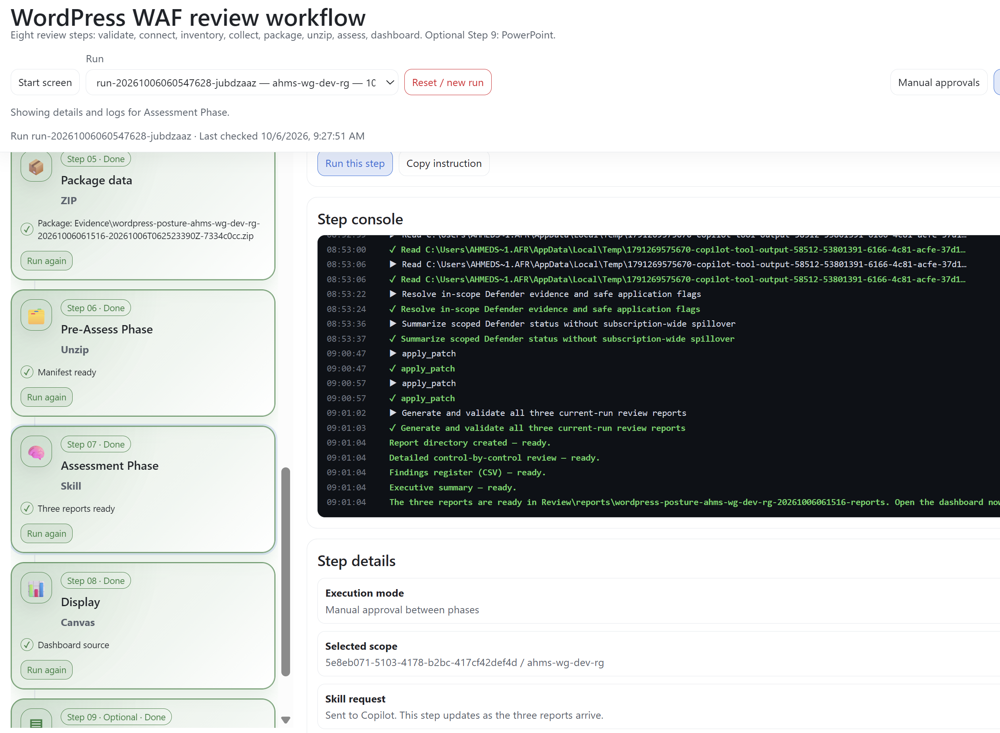 WordPress WAF review workflow
Eight review steps: validate, connect, inventory, collect, package, unzip, assess, dashboard. Optional Step 9: PowerPoint.
Run
Start screen
run-20261006060547628-jubdzaaz — ahms-wg-dev-rg — 10
Reset / new run
Manual approvals
Showing details and logs for Assessment Phase.
Run run-20261006060547628-jubdzaaz · Last checked 10/6/2026, 9:27:51 AM
Step 05 · Done
Package data
ZIP
Package: Evidence\wordpress-posture-ahms-wg-dev-rg-
20261006061516-20261006T062523390Z-7334c0cc.zip
Run again
Step 06 · Done
Pre-Assess Phase
Unzip
Manifest ready
Run again
Step 07 · Done
Assessment Phase
Skill
Three reports ready
Run again
Step 08 · Done
Display
Canvas
Dashboard source
Run again
Step 09 · Optional · Done
Run this step
Copy instruction
Step console
08:53:00 ✓ Read C:\Users\AHMEDS~1.AFR\AppData\Local\Temp\1791269575670-copilot-tool-output-58512-53801391-6166-4c81-acfe-37d1…
08:53:06 ▶ Read C:\Users\AHMEDS~1.AFR\AppData\Local\Temp\1791269575670-copilot-tool-output-58512-53801391-6166-4c81-acfe-37d1…
08:53:06 ✓ Read C:\Users\AHMEDS~1.AFR\AppData\Local\Temp\1791269575670-copilot-tool-output-58512-53801391-6166-4c81-acfe-37d1…
08:53:22 ▶ Resolve in-scope Defender evidence and safe application flags
08:53:24 ✓ Resolve in-scope Defender evidence and safe application flags
08:53:36 ▶ Summarize scoped Defender status without subscription-wide spillover
08:53:37 ✓ Summarize scoped Defender status without subscription-wide spillover
09:00:47 ▶ apply_patch
09:00:47 ✓ apply_patch
09:00:57 ▶ apply_patch
09:00:57 ✓ apply_patch
09:01:02 ▶ Generate and validate all three current-run review reports
09:01:03 ✓ Generate and validate all three current-run review reports
09:01:04 Report directory created — ready.
09:01:04 Detailed control-by-control review — ready.
09:01:04 Findings register (CSV) — ready.
09:01:04 Executive summary — ready.
09:01:04 The three reports are ready in Review\reports\wordpress-posture-ahms-wg-dev-rg-20261006061516-reports. Open the dashboard now
Step details
Execution mode
Manual approval between phases
Selected scope
5e8eb071-5103-4178-b2bc-417cf42def4d / ahms-wg-dev-rg
Skill request
Sent to Copilot. This step updates as the three reports arrive.